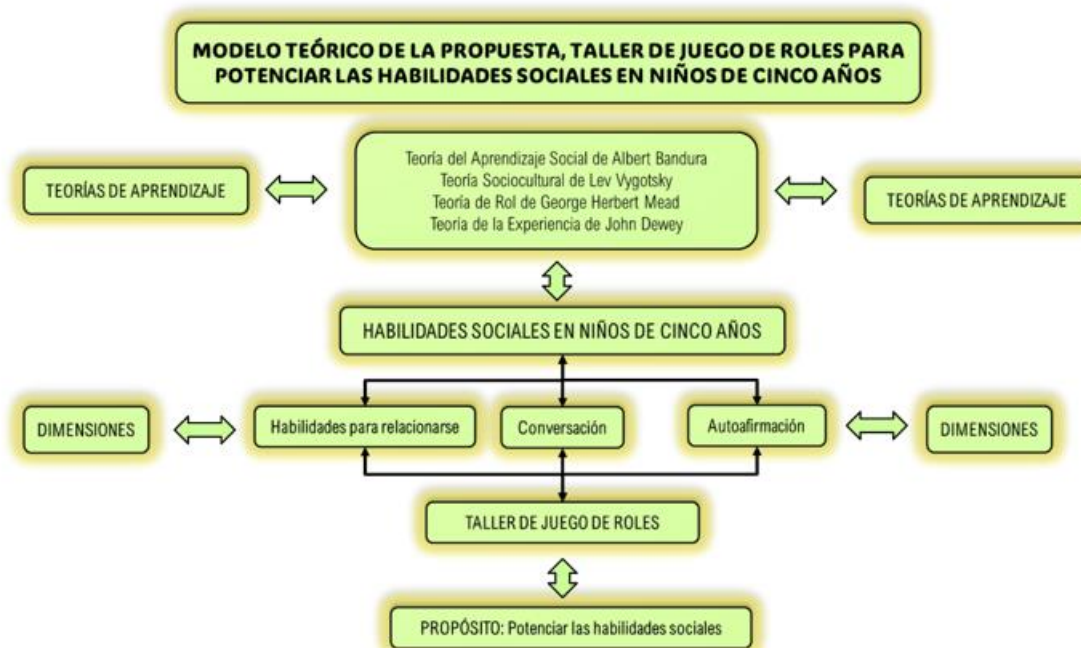 MODELO TEÓRICO DE LA PROPUESTA, TALLER DE JUEGO DE ROLES PARA
POTENCIAR LAS HABILIDADES SOCIALES EN NIÑOS DE CINCO AÑOS
TEORÍAS DE APRENDIZAJE
Teoría del Aprendizaje Social de Albert Bandura
Teoría Sociocultural de Lev Vygotsky
Teoría de Rol de George Herbert Mead
Teoría de la Experiencia de John Dewey
TEORÍAS DE APRENDIZAJE
HABILIDADES SOCIALES EN NIÑOS DE CINCO AÑOS
DIMENSIONES
Habilidades para relacionarse
Conversación
Autoafirmación
DIMENSIONES
TALLER DE JUEGO DE ROLES
PROPÓSITO: Potenciar las habilidades sociales